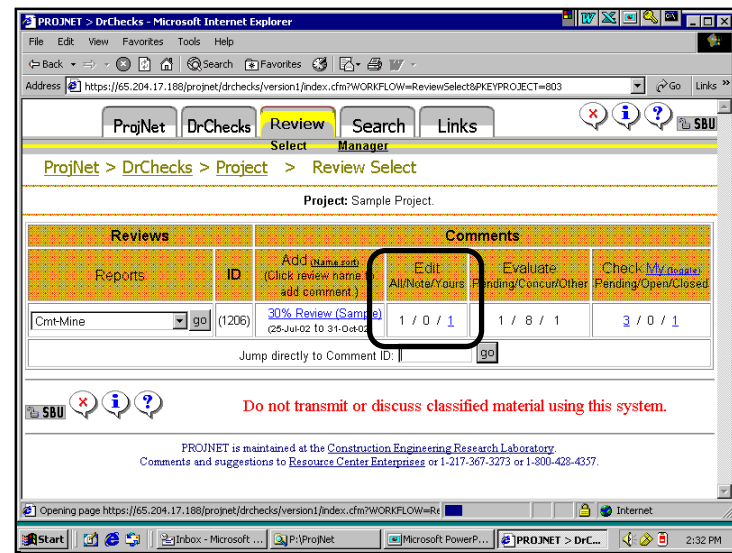 PROJNET > DrChecks - Microsoft Internet Explorer
File Edit View Favorites Tools Help
Back Search Favorites
Address https://65.204.17.188/projnet/drchecks/version1/index.cfm?WORKFLOW=ReviewSelect&PKEYPROJECT=803 Go Links »
ProjNet DrChecks Review Search Links SBU
Select Manager
ProjNet > DrChecks > Project > Review Select
Project: Sample Project.
Reviews Comments
Reports ID Add (Name sort) (Click review name to add comment.) Edit All/Note/Yours Evaluate Pending/Concur/Other Check My (toggle) Pending/Open/Closed
Cmt-Mine go (1206) 30% Review (Sample) 1 / 0 / 1 1 / 8 / 1 3 / 0 / 1
(25-Jul-02 to 31-Oct-02)
Jump directly to Comment ID: go
SBU Do not transmit or discuss classified material using this system.
PROJNET is maintained at the Construction Engineering Research Laboratory.
Comments and suggestions to Resource Center Enterprises or 1-217-367-3273 or 1-800-428-4357.
Opening page https://65.204.17.188/projnet/drchecks/version1/index.cfm?WORKFLOW=Re Internet
Start Inbox - Microsoft ... P:\ProjNet Microsoft PowerP... PROJNET > DrC... 2:32 PM